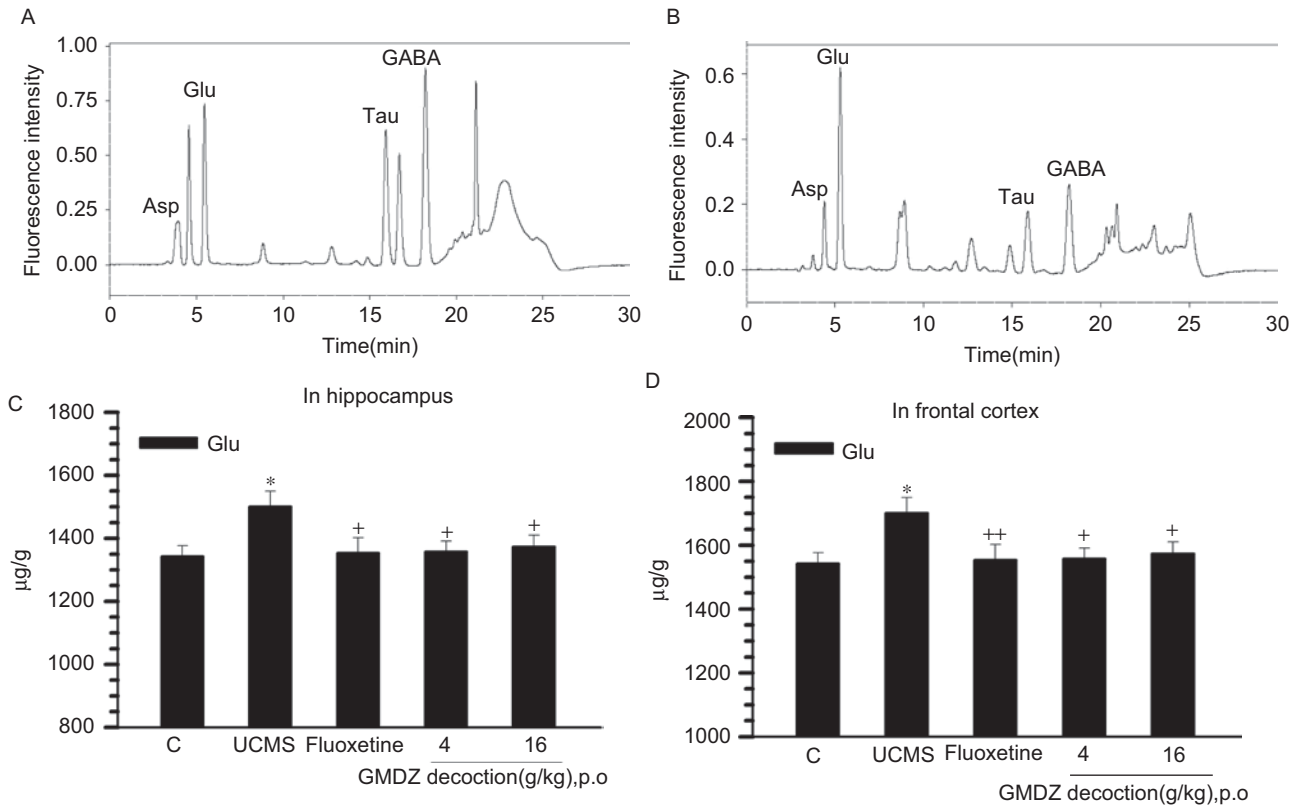 A
Fluorescence intensity
1.00
0.75
0.50
0.25
0.00
Asp
Glu
Tau
GABA
0 5 10 15 20 25 30
Time(min)
B
Fluorescence intensity
0.6
0.4
0.2
0.0
Asp
Glu
Tau
GABA
0 5 10 15 20 25 30
Time(min)
C
In hippocampus
µg/g
1800
1600
1400
1200
1000
800
Glu
*
+
+
+
C UCMS Fluoxetine 4 16
GMDZ decoction(g/kg),p.o
D
In frontal cortex
µg/g
2000
1800
1600
1400
1200
1000
Glu
*
++
+
+
C UCMS Fluoxetine 4 16
GMDZ decoction(g/kg),p.o